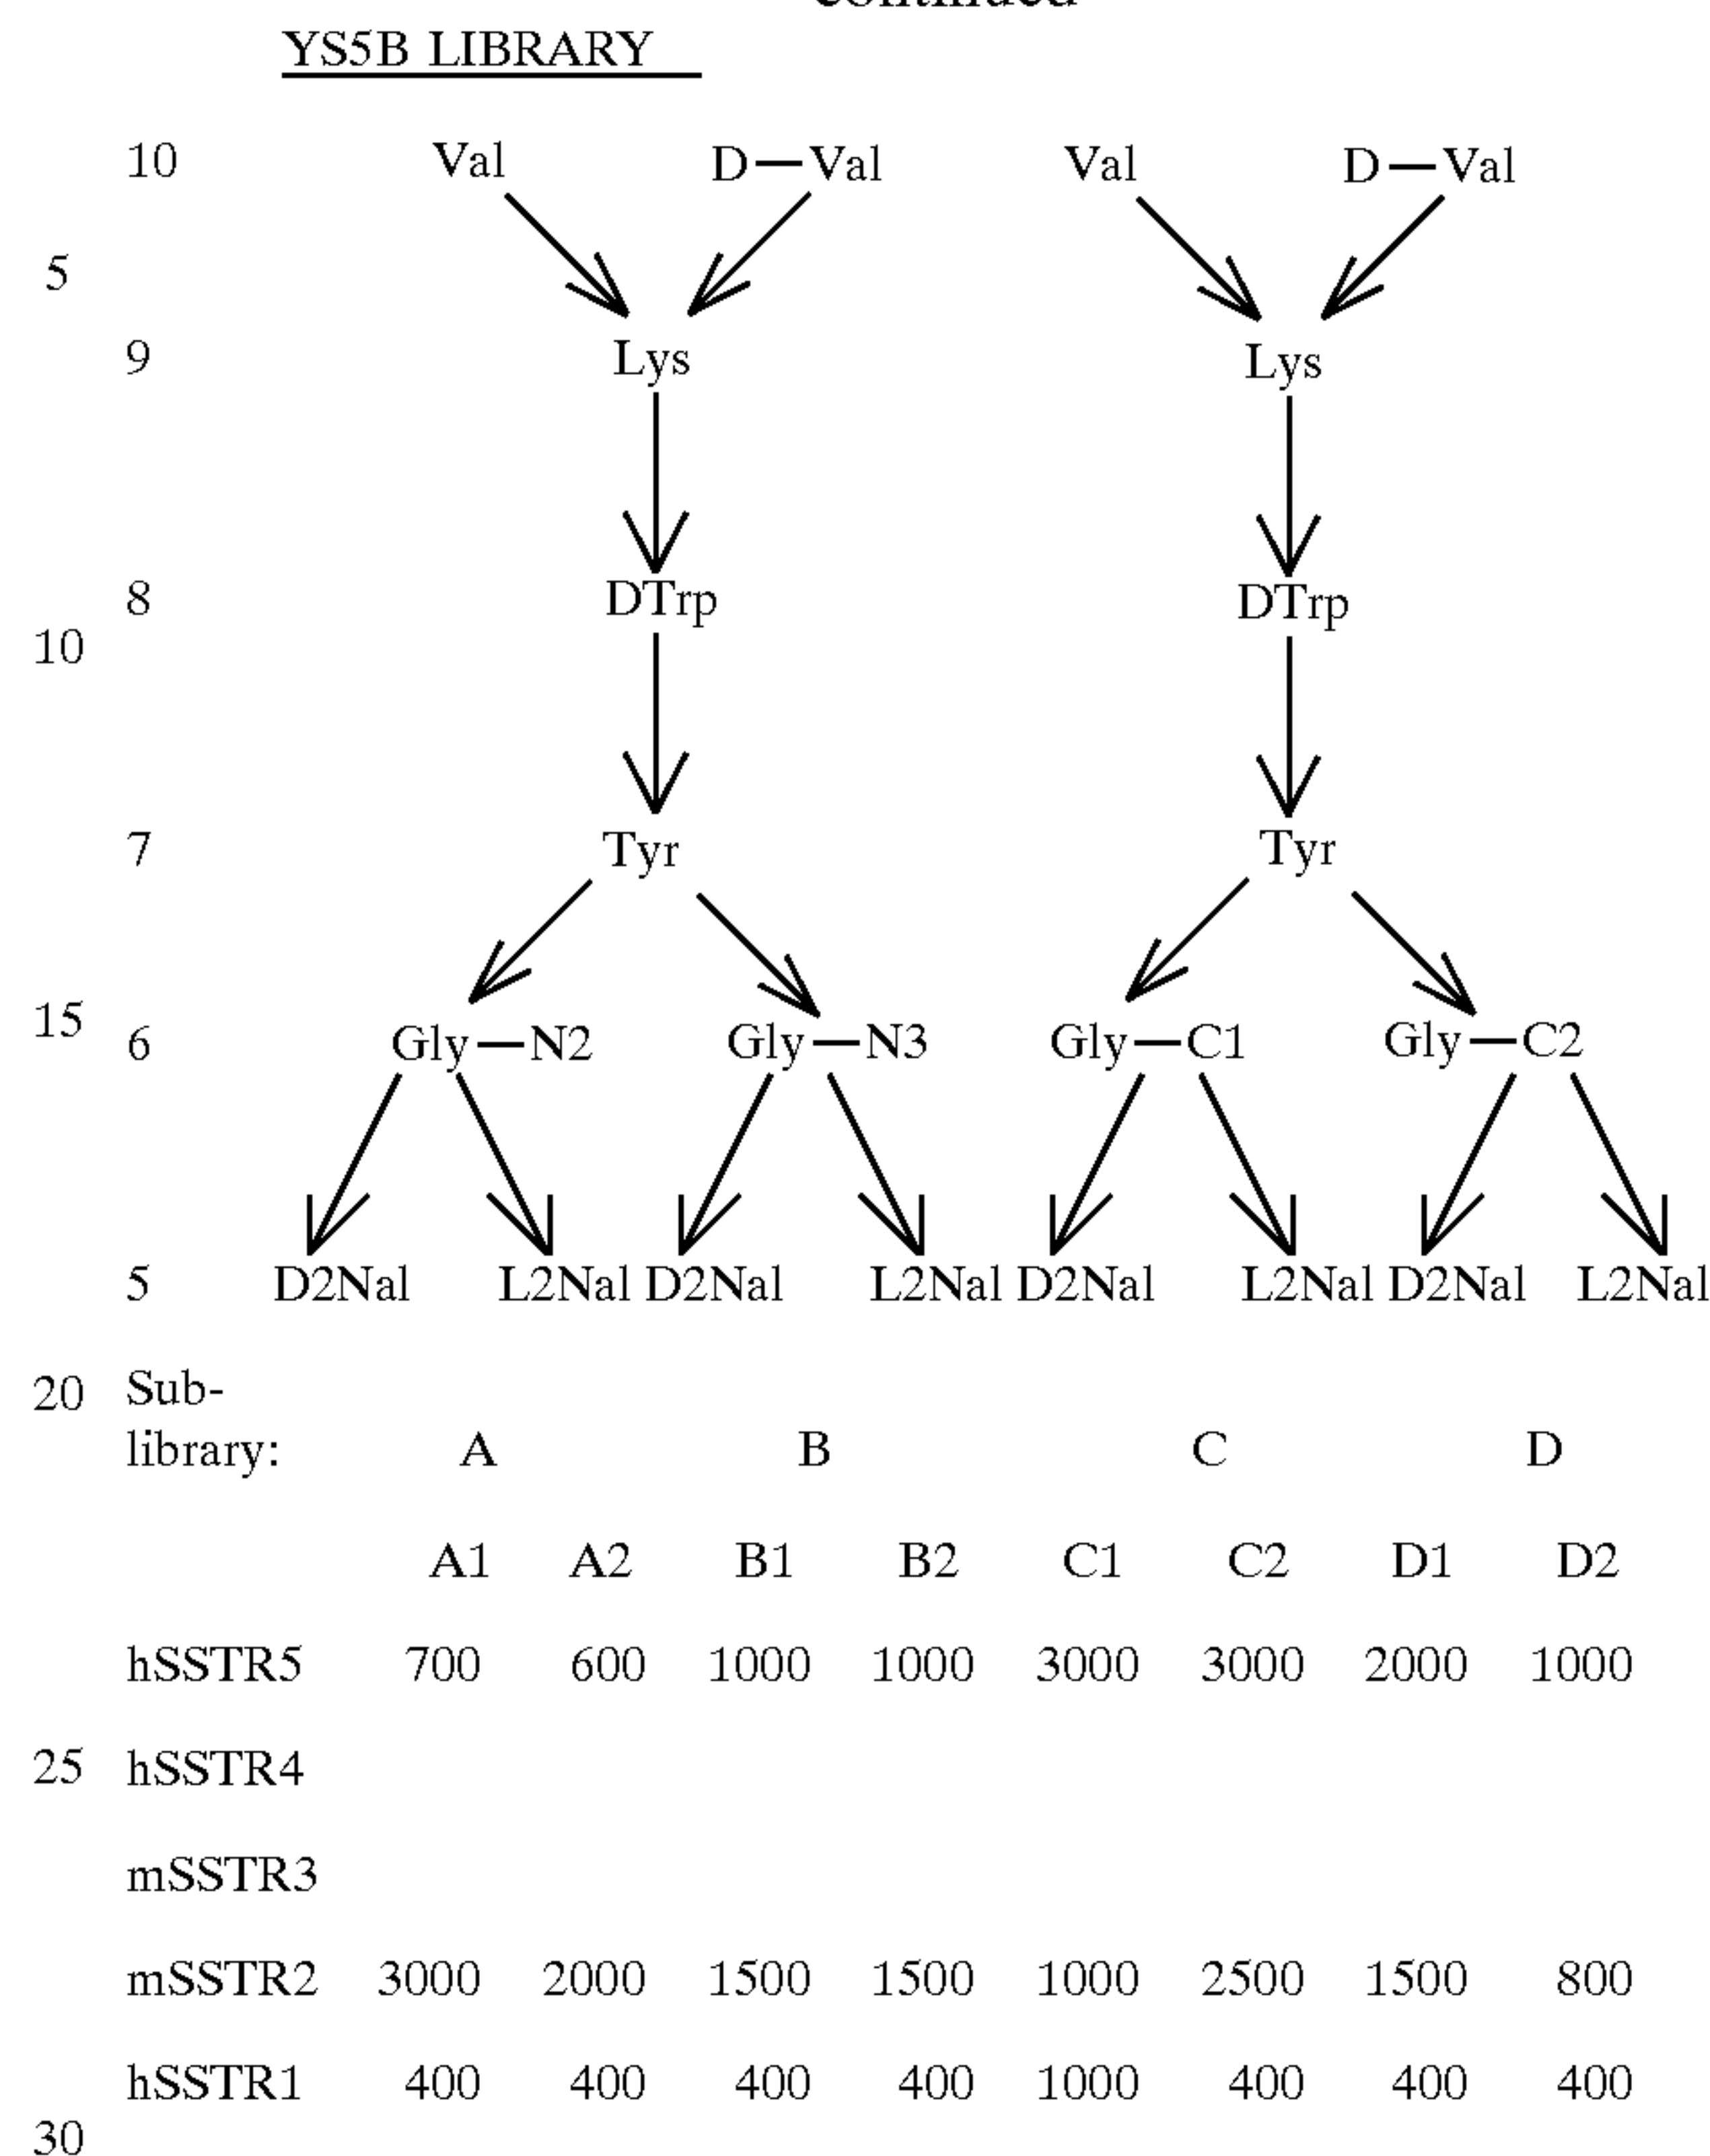 continued
YS5B LIBRARY
10 Val D—Val Val D—Val
5
9 Lys Lys
8 DTrp DTrp
10
7 Tyr Tyr
15
6 Gly—N2 Gly—N3 Gly—C1 Gly—C2
5 D2Nal L2Nal D2Nal L2Nal D2Nal L2Nal D2Nal L2Nal
20 Sub-
library: A B C D
A1 A2 B1 B2 C1 C2 D1 D2
hSSTR5 700 600 1000 1000 3000 3000 2000 1000
25 hSSTR4
mSSTR3
mSSTR2 3000 2000 1500 1500 1000 2500 1500 800
hSSTR1 400 400 400 400 1000 400 400 400
30